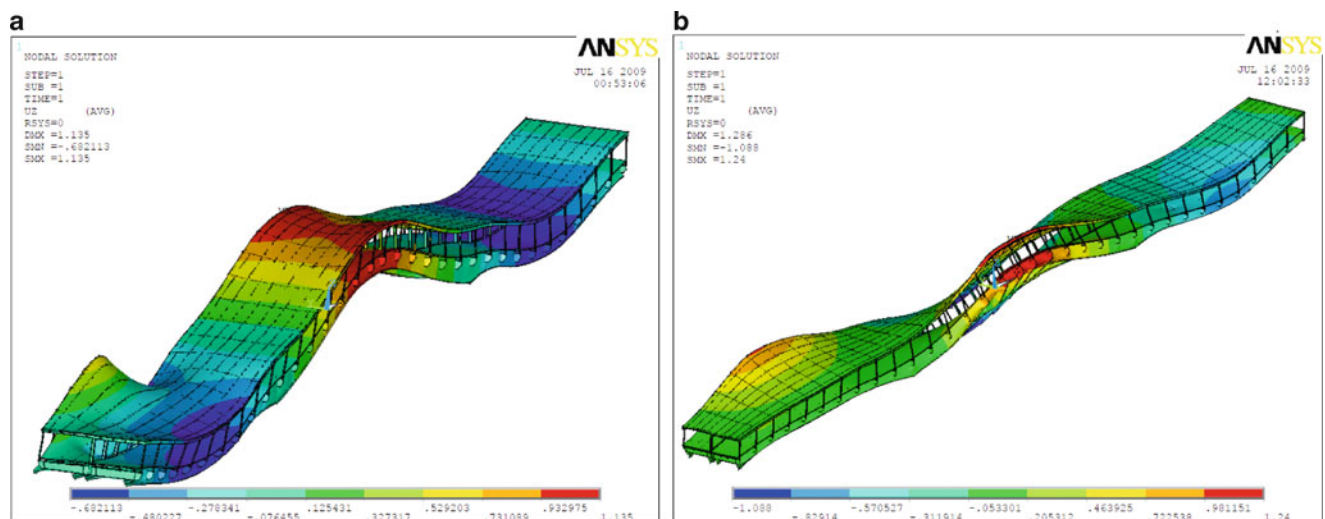 a
1
NODAL SOLUTION
STEP=1
SUB =1
TIME=1
UZ (AVG)
RSYS=0
DMX =1.135
SMN =-.682113
SMX =1.135
ANSYS
JUL 16 2009
00:53:06
-.682113 -.278341 .125431 .529203 .932975
-.480227 -.076455 .327317 .731089 1.135
b
1
NODAL SOLUTION
STEP=1
SUB =1
TIME=1
UZ (AVG)
RSYS=0
DMX =1.286
SMN =-1.088
SMX =1.24
ANSYS
JUL 16 2009
12:02:33
-1.088 -.570527 -.053301 .463925 .981151
-.82914 -.311914 .205312 .722538 1.24